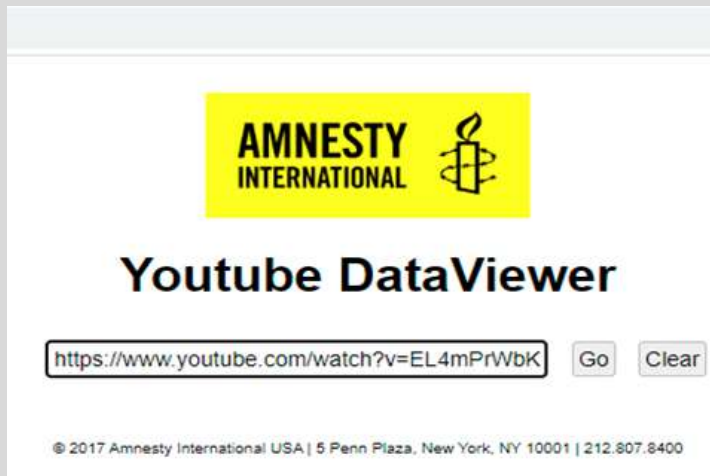 AMNESTY
INTERNATIONAL
Youtube DataViewer
https://www.youtube.com/watch?v=EL4mPrWbK
Go
Clear
© 2017 Amnesty International USA | 5 Penn Plaza, New York, NY 10001 | 212.807.8400